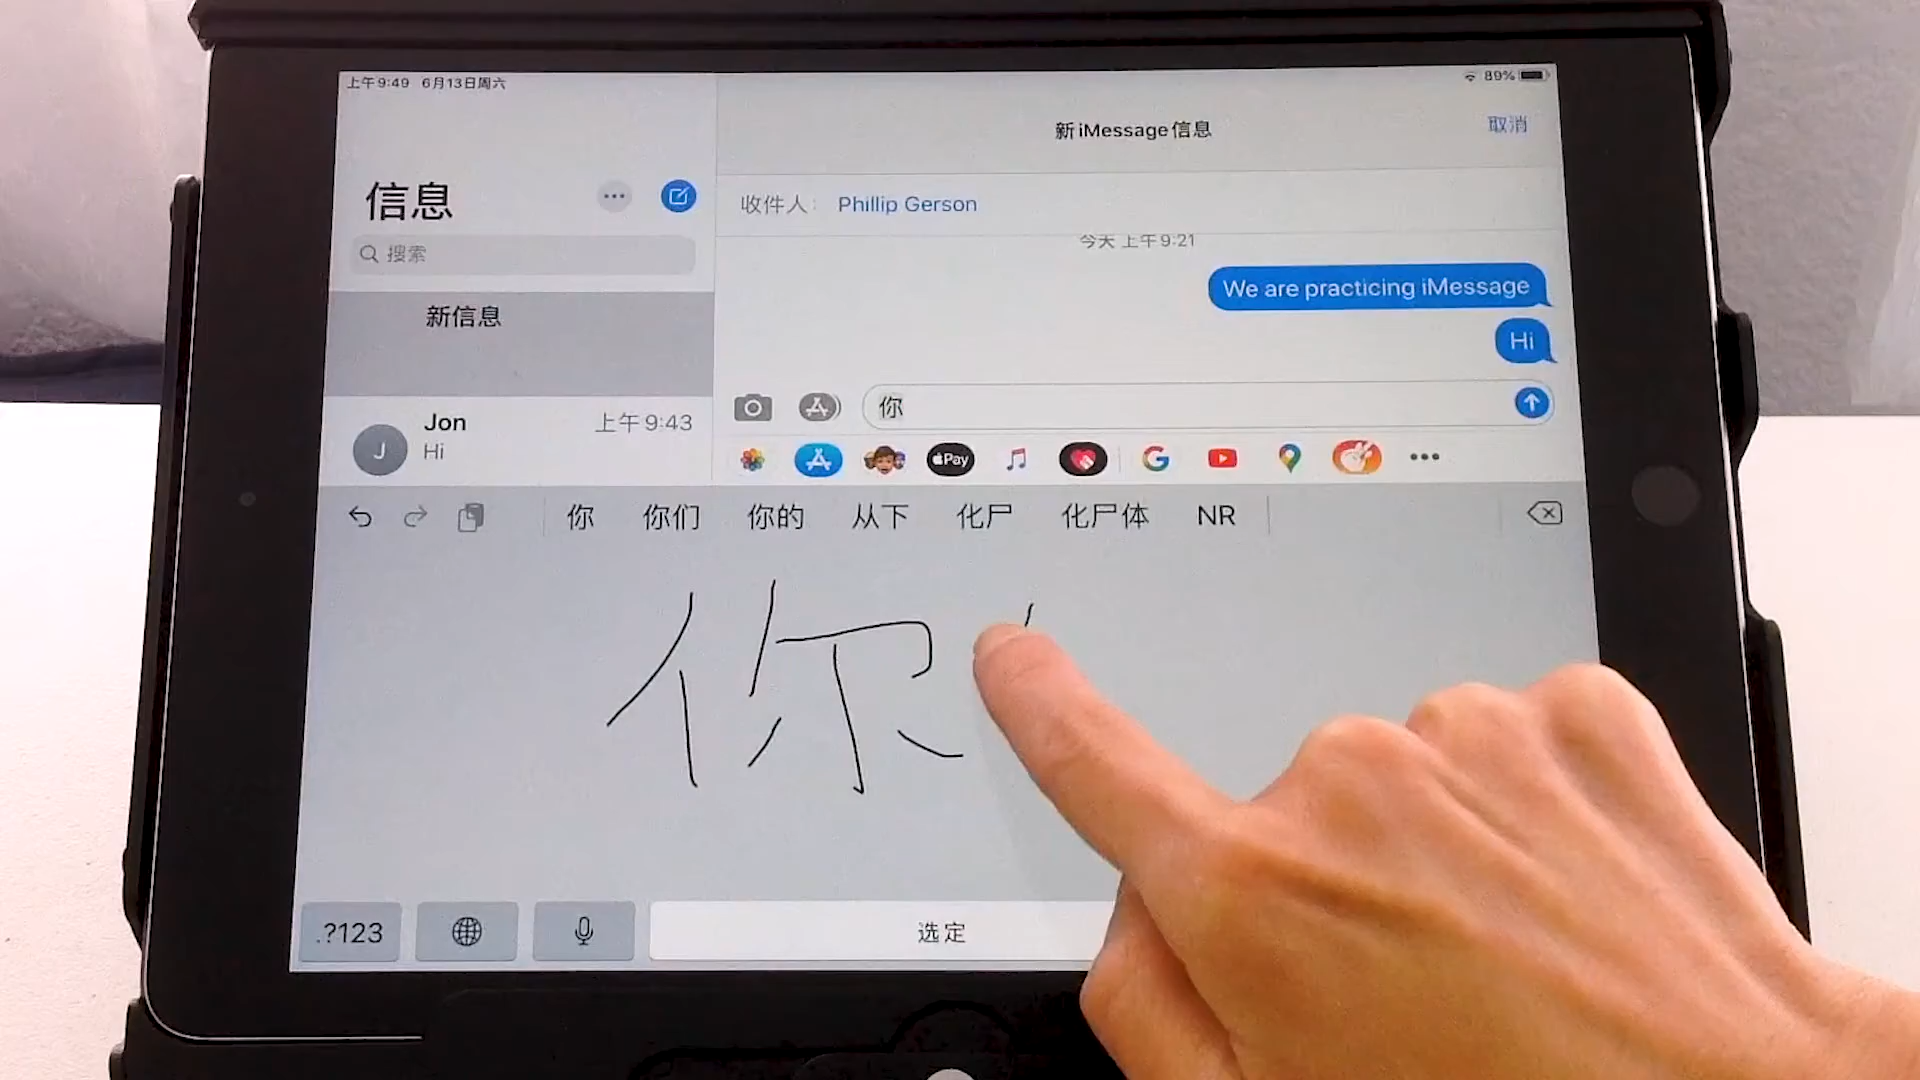 上午9:49 6月13日周六
89%
信息
搜索
新信息
Jon 上午9:43
J
Hi
新iMessage信息
取消
收件人: Phillip Gerson
今天 上午9:21
We are practicing iMessage
Hi
你
Pay
你 你们 你的 从下 化尸 化尸体 NR
你
.?123
选定